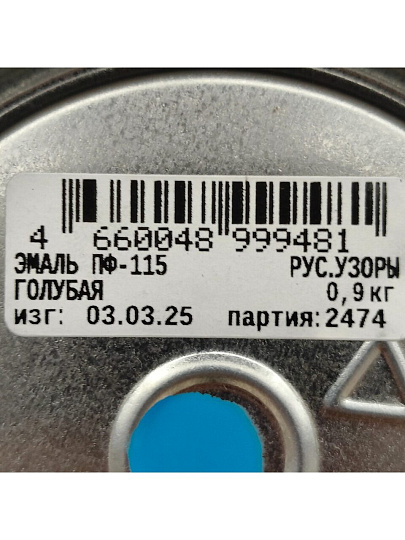 4 660048 999481
ЭМАЛЬ ПФ-115 РУС.УЗОРЫ
ГОЛУБАЯ 0,9 кг
изг: 03.03.25 партия: 2474